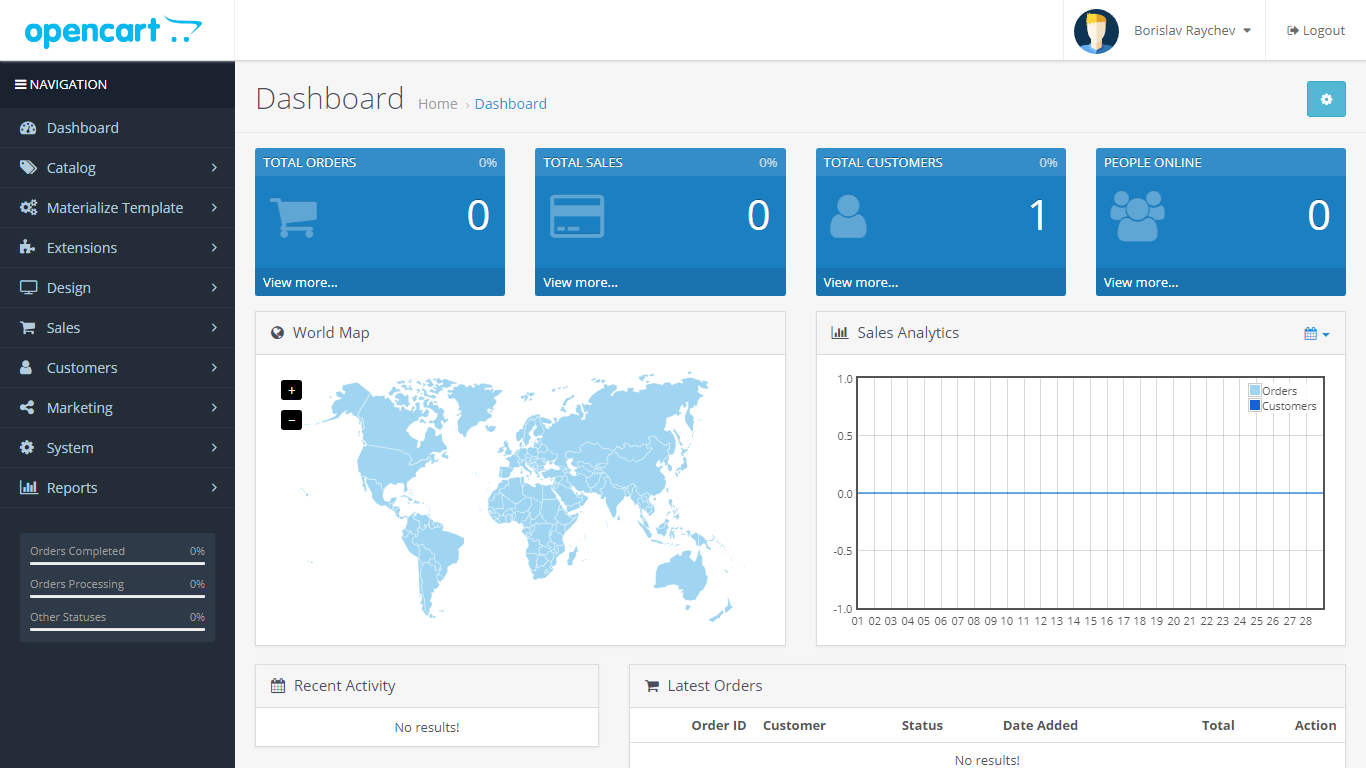 opencart
Borislav Raychev
Logout
NAVIGATION
Dashboard
Catalog
Materialize Template
Extensions
Design
Sales
Customers
Marketing
System
Reports
Orders Completed 0%
Orders Processing 0%
Other Statuses 0%
Dashboard Home › Dashboard
TOTAL ORDERS 0%
0
View more...
TOTAL SALES 0%
0
View more...
TOTAL CUSTOMERS 0%
1
View more...
PEOPLE ONLINE
0
View more...
World Map
+
−
Sales Analytics
1.0
0.5
0.0
-0.5
-1.0
Orders
Customers
01 02 03 04 05 06 07 08 09 10 11 12 13 14 15 16 17 18 19 20 21 22 23 24 25 26 27 28
Recent Activity
No results!
Latest Orders
Order ID Customer Status Date Added Total Action
No results!